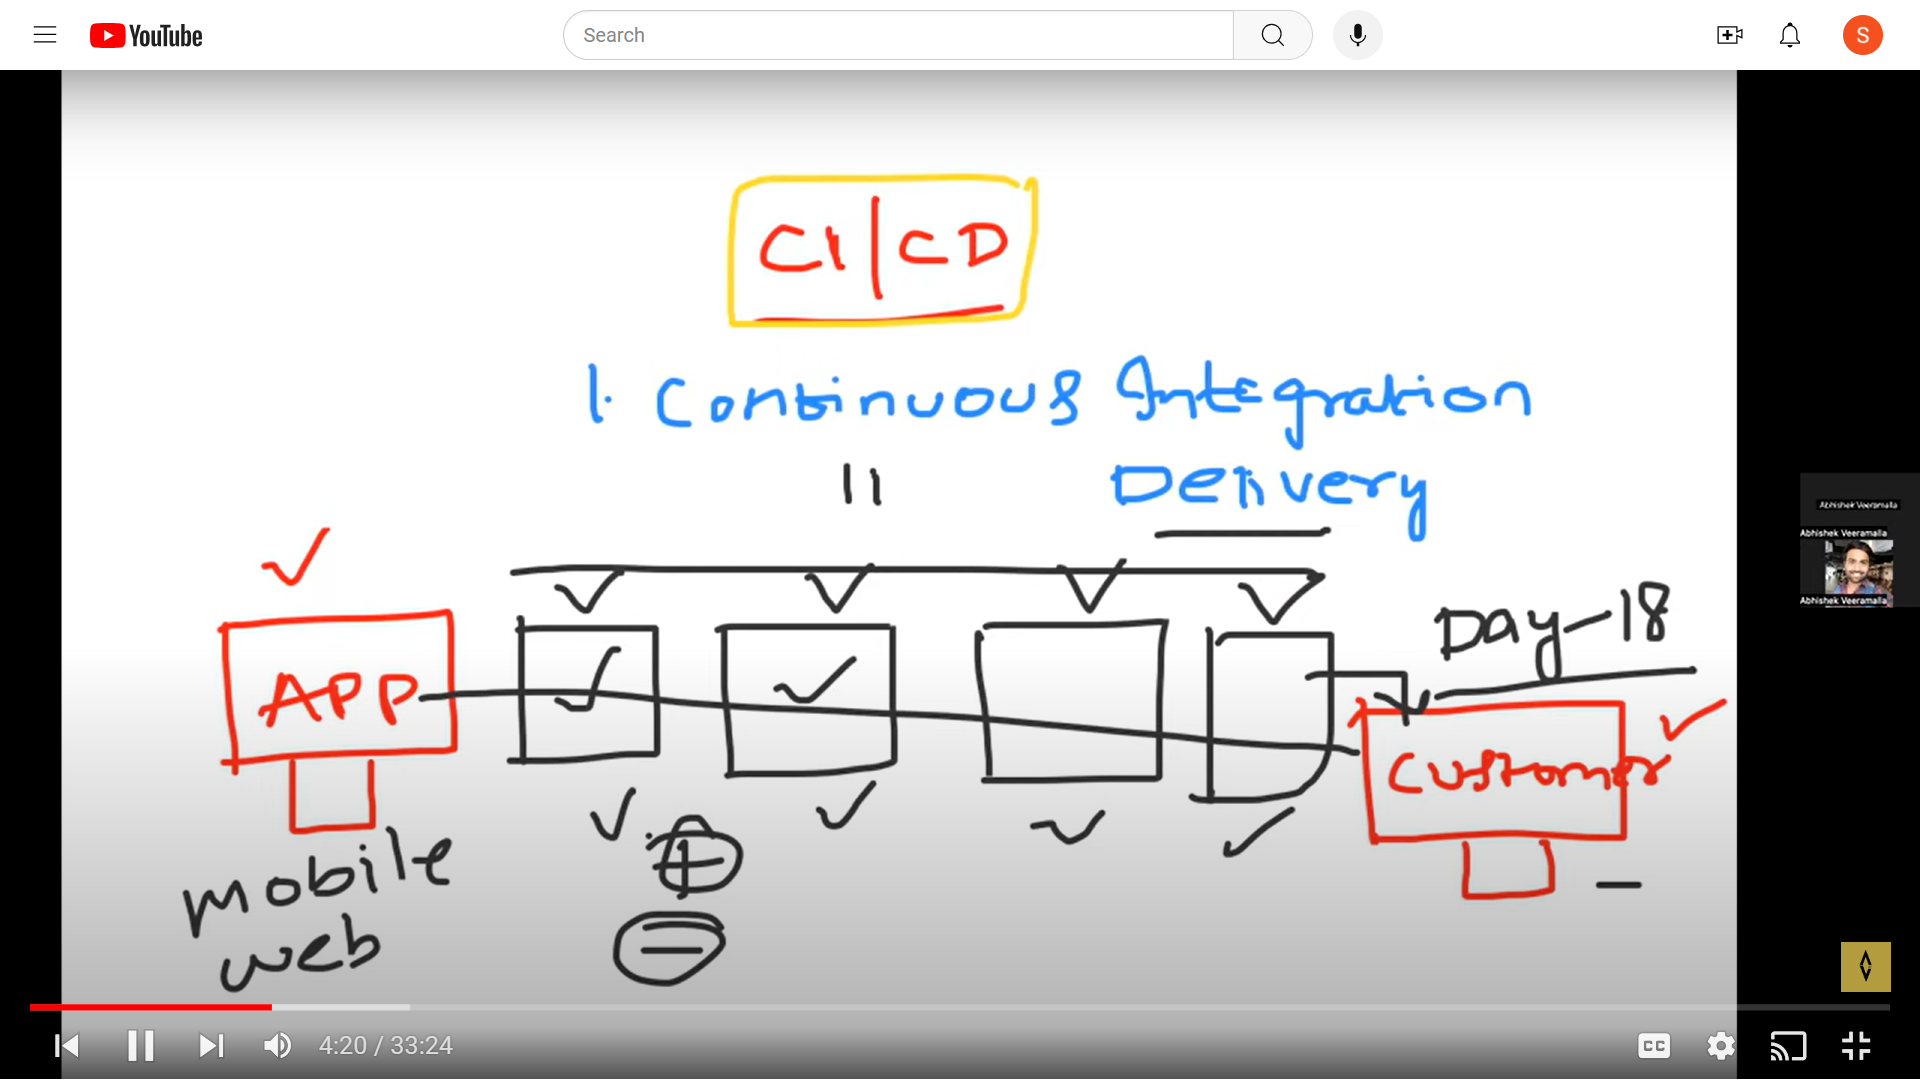 YouTube
Search
S
CI|CD
1. Continuous Integration
11 Delivery
Abhishek Veeramalla
Abhishek Veeramalla
Abhishek Veeramalla
Day-18
APP
Customer
mobile
web
4:20 / 33:24
CC